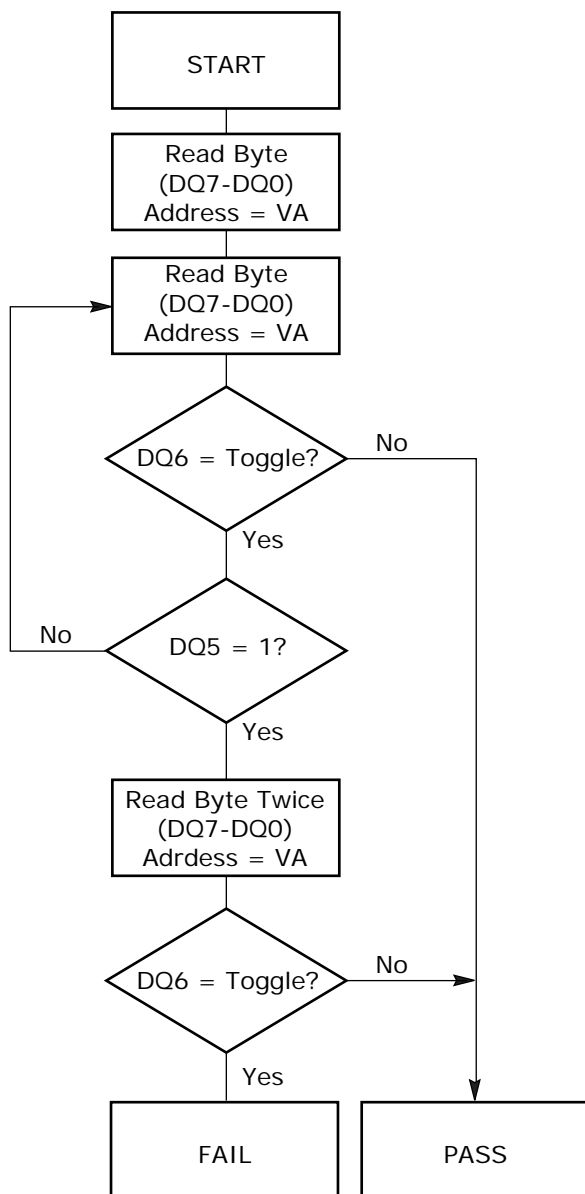 START
Read Byte
(DQ7-DQ0)
Address = VA
Read Byte
(DQ7-DQ0)
Address = VA
DQ6 = Toggle?
No
Yes
No
DQ5 = 1?
Yes
Read Byte Twice
(DQ7-DQ0)
Adrdess = VA
DQ6 = Toggle?
No
Yes
FAIL
PASS